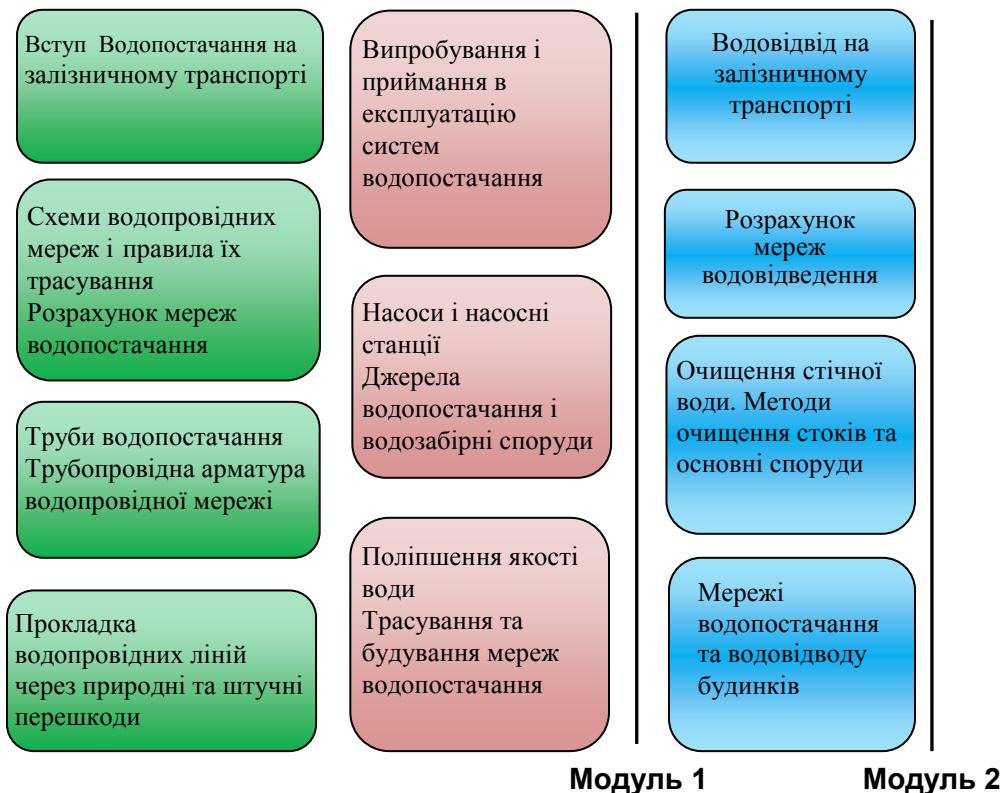 Вступ Водопостачання на
залізничному транспорті
Схеми водопровідних
мереж і правила їх
трасування
Розрахунок мереж
водопостачання
Труби водопостачання
Трубопровідна арматура
водопровідної мережі
Прокладка
водопровідних ліній
через природні та штучні
перешкоди
Випробування і
приймання в
експлуатацію
систем
водопостачання
Насоси і насосні
станції
Джерела
водопостачання і
водозабірні споруди
Поліпшення якості
води
Трасування та
будування мереж
водопостачання
Водовідвід на
залізничному
транспорті
Розрахунок
мереж
водовідведення
Очищення стічної
води. Методи
очищення стоків та
основні споруди
Мережі
водопостачання
та водовідводу
будинків
Модуль 1
Модуль 2